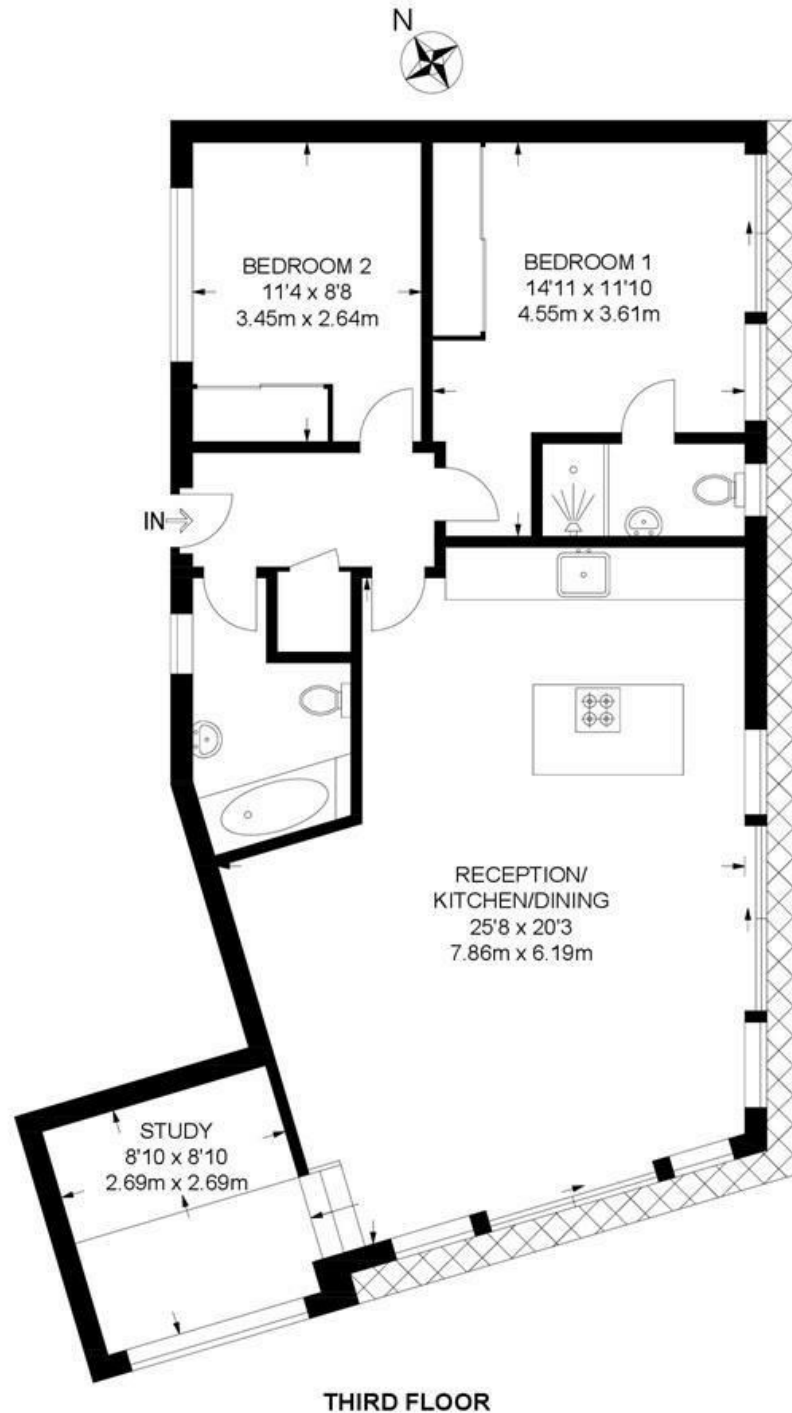 N
BEDROOM 2
11'4 x 8'8
3.45m x 2.64m
BEDROOM 1
14'11 x 11'10
4.55m x 3.61m
IN
RECEPTION/
KITCHEN/DINING
25'8 x 20'3
7.86m x 6.19m
STUDY
8'10 x 8'10
2.69m x 2.69m
THIRD FLOOR